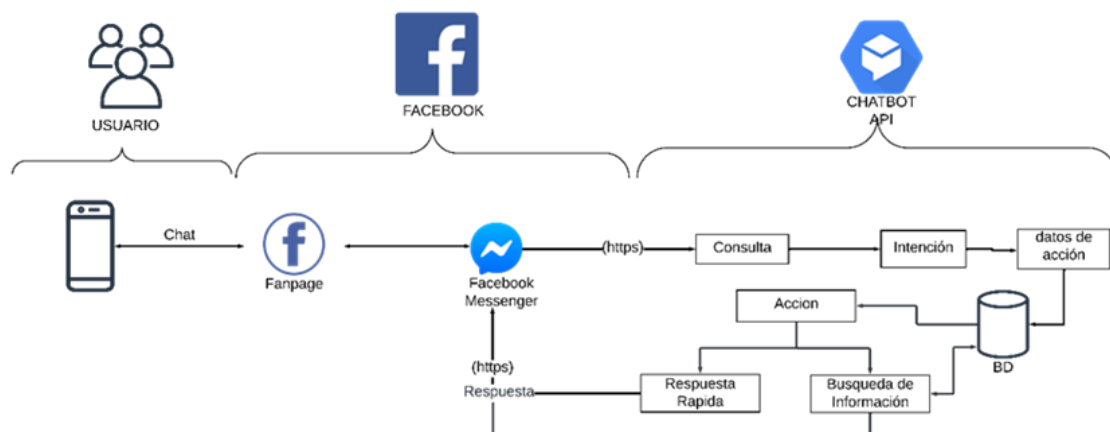 USUARIO
FACEBOOK
CHATBOT
API
Chat
Fanpage
Facebook
Messenger
(https)
Consulta
Intención
datos de
acción
Accion
BD
(https)
Respuesta
Respuesta
Rapida
Busqueda de
Información